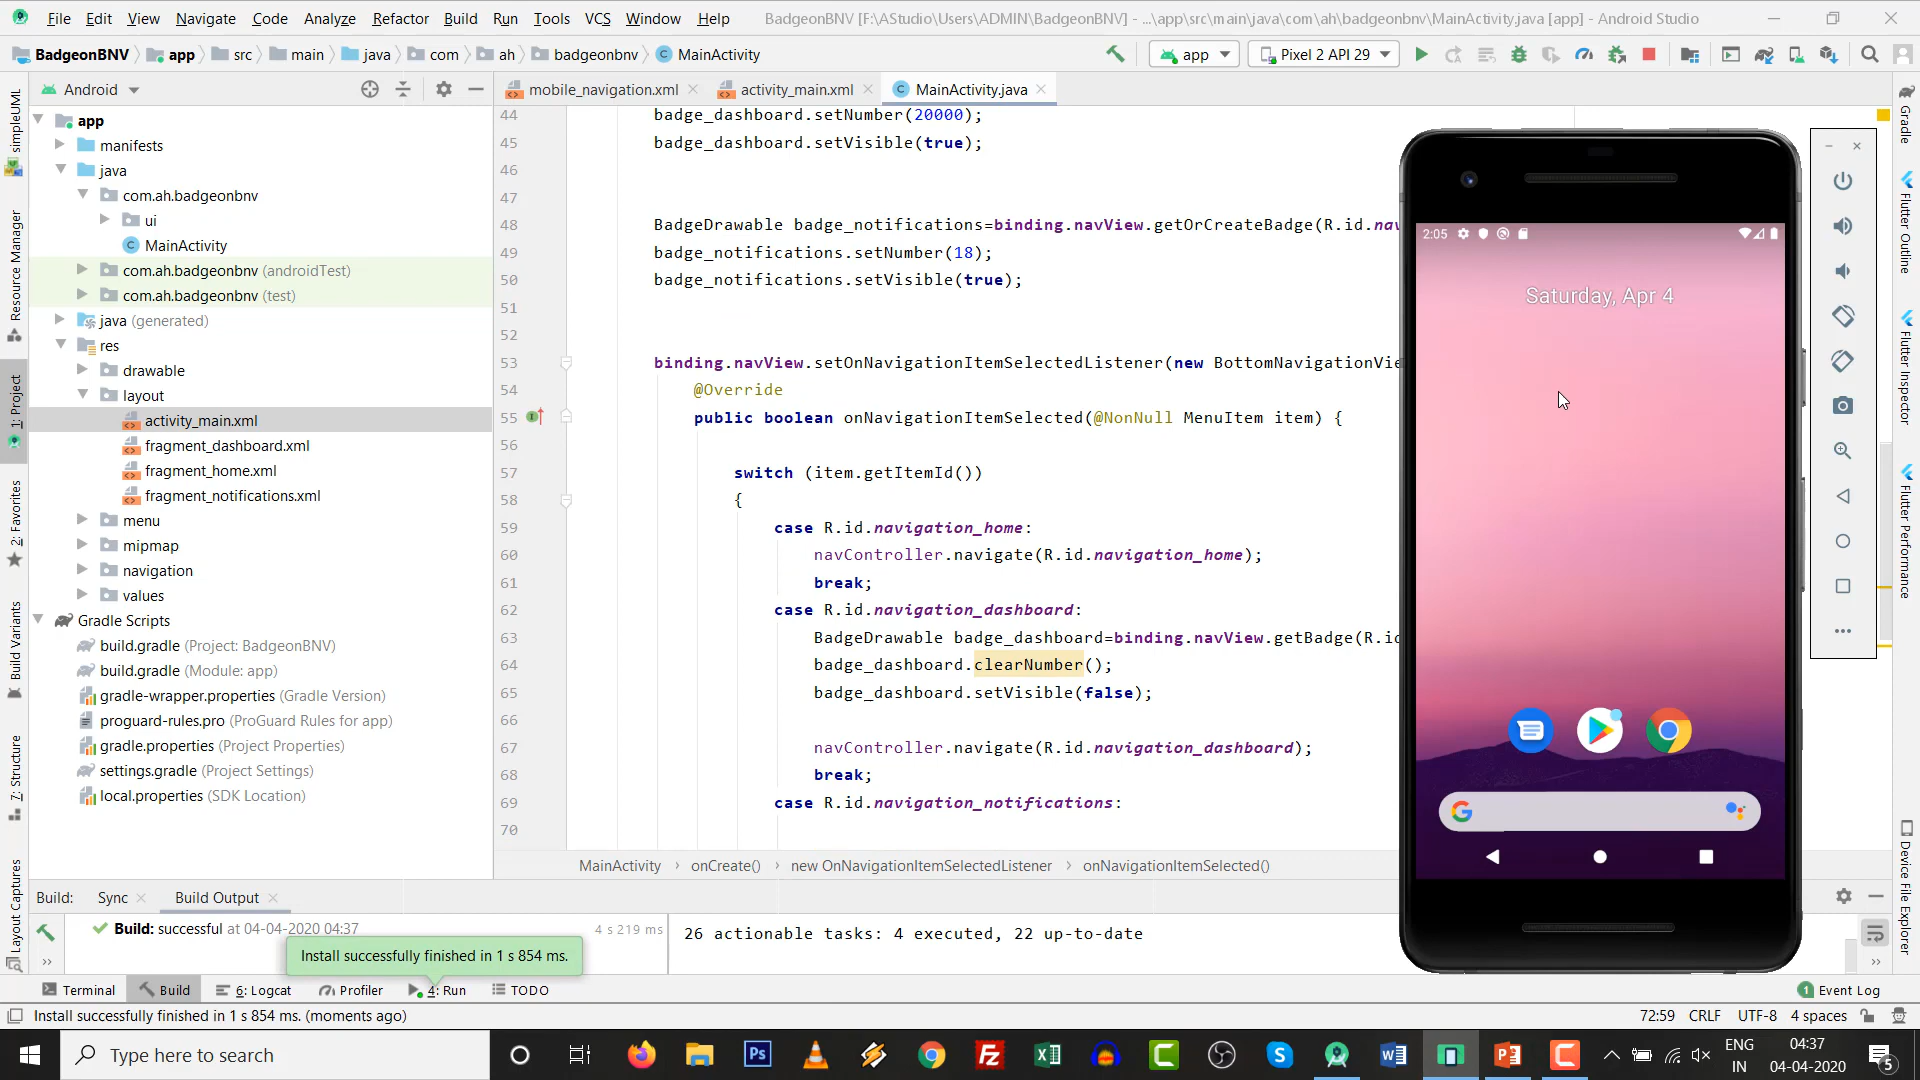 File Edit View Navigate Code Analyze Refactor Build Run Tools VCS Window Help BadgeonBNV [F:\AStudio\Users\ADMIN\BadgeonBNV] - ...\app\src\main\java\com\ah\badgeonbnv\MainActivity.java [app] - Android Studio
BadgeonBNV app src main java com ah badgeonbnv MainActivity app Pixel 2 API 29
Android
mobile_navigation.xml activity_main.xml MainActivity.java
app
manifests
java
com.ah.badgeonbnv
ui
MainActivity
com.ah.badgeonbnv (androidTest)
com.ah.badgeonbnv (test)
java (generated)
res
drawable
layout
activity_main.xml
fragment_dashboard.xml
fragment_home.xml
fragment_notifications.xml
menu
mipmap
navigation
values
Gradle Scripts
build.gradle (Project: BadgeonBNV)
build.gradle (Module: app)
gradle-wrapper.properties (Gradle Version)
proguard-rules.pro (ProGuard Rules for app)
gradle.properties (Project Properties)
settings.gradle (Project Settings)
local.properties (SDK Location)
simpleUML
Resource Manager
1: Project
2: Favorites
Build Variants
7: Structure
Layout Captures
44 badge_dashboard.setNumber(20000);
45 badge_dashboard.setVisible(true);
46
47
48 BadgeDrawable badge_notifications=binding.navView.getOrCreateBadge(R.id.nav
49 badge_notifications.setNumber(18);
50 badge_notifications.setVisible(true);
51
52
53 binding.navView.setOnNavigationItemSelectedListener(new BottomNavigationVie
54 @Override
55 public boolean onNavigationItemSelected(@NonNull MenuItem item) {
56
57 switch (item.getItemId())
58 {
59 case R.id.navigation_home:
60 navController.navigate(R.id.navigation_home);
61 break;
62 case R.id.navigation_dashboard:
63 BadgeDrawable badge_dashboard=binding.navView.getBadge(R.id
64 badge_dashboard.clearNumber();
65 badge_dashboard.setVisible(false);
66
67 navController.navigate(R.id.navigation_dashboard);
68 break;
69 case R.id.navigation_notifications:
70
MainActivity › onCreate() › new OnNavigationItemSelectedListener › onNavigationItemSelected()
2:05
Saturday, Apr 4
Gradle
Flutter Outline
Flutter Inspector
Flutter Performance
Device File Explorer
Build: Sync Build Output
Build: successful at 04-04-2020 04:37 4 s 219 ms
26 actionable tasks: 4 executed, 22 up-to-date
Install successfully finished in 1 s 854 ms.
Terminal Build 6: Logcat Profiler 4: Run TODO 1 Event Log
Install successfully finished in 1 s 854 ms. (moments ago) 72:59 CRLF UTF-8 4 spaces
Type here to search
ENG
IN
04:37
04-04-2020
5